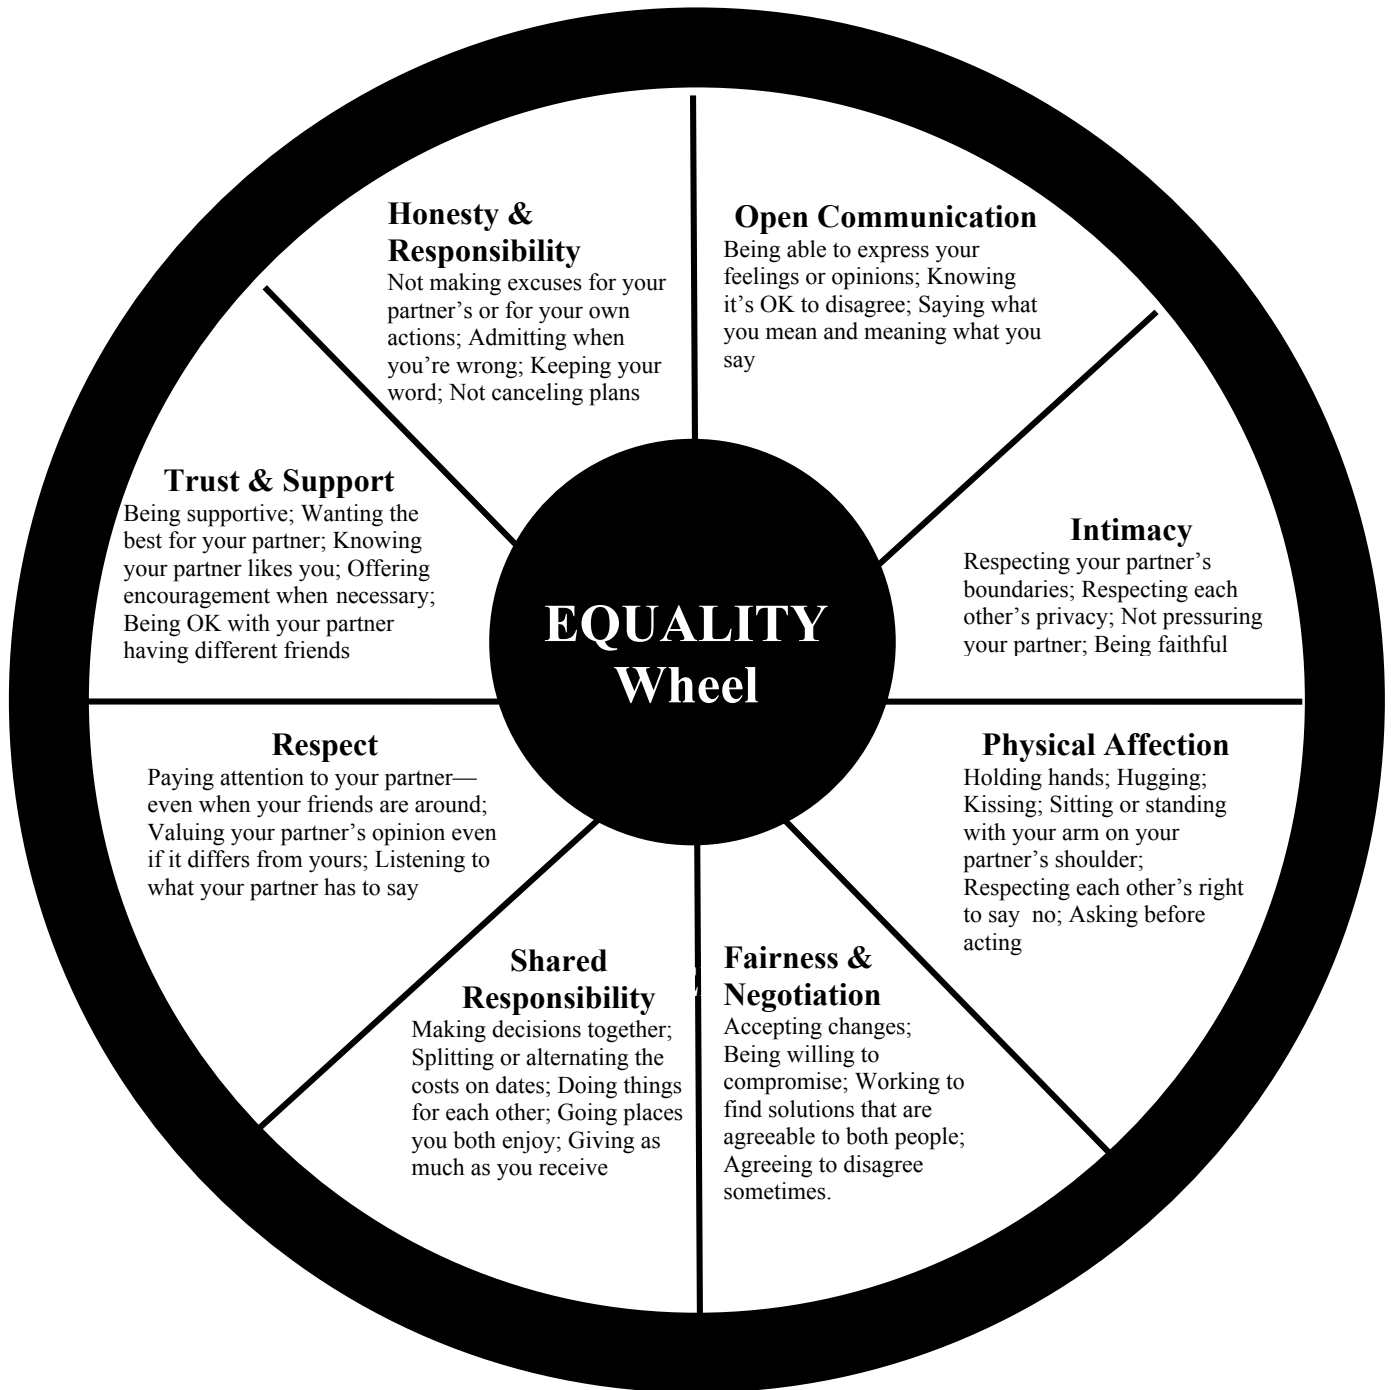 Honesty &
Responsibility
Not making excuses for your
partner’s or for your own
actions; Admitting when
you’re wrong; Keeping your
word; Not canceling plans
Open Communication
Being able to express your
feelings or opinions; Knowing
it’s OK to disagree; Saying what
you mean and meaning what you
say
Trust & Support
Being supportive; Wanting the
best for your partner; Knowing
your partner likes you; Offering
encouragement when necessary;
Being OK with your partner
having different friends
EQUALITY
Wheel
Intimacy
Respecting your partner’s
boundaries; Respecting each
other’s privacy; Not pressuring
your partner; Being faithful
Respect
Paying attention to your partner—
even when your friends are around;
Valuing your partner’s opinion even
if it differs from yours; Listening to
what your partner has to say
Physical Affection
Holding hands; Hugging;
Kissing; Sitting or standing
with your arm on your
partner’s shoulder;
Respecting each other’s right
to say no; Asking before
acting
Shared
Responsibility
Making decisions together;
Splitting or alternating the
costs on dates; Doing things
for each other; Going places
you both enjoy; Giving as
much as you receive
Fairness &
Negotiation
Accepting changes;
Being willing to
compromise; Working to
find solutions that are
agreeable to both people;
Agreeing to disagree
sometimes.